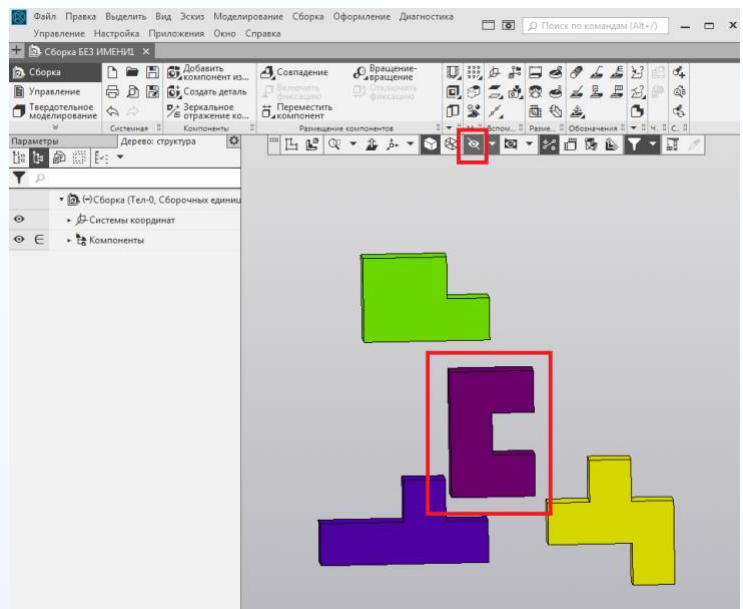 Файл Правка Выделить Вид Эскиз Моделирование Сборка Оформление Диагностика
Управление Настройка Приложения Окно Справка
Поиск по командам (Alt+/)
Сборка БЕЗ ИМЕНИ1
Сборка
Управление
Твердотельное
моделирование
Системная
Добавить
компонент из...
Создать деталь
Зеркальное
отражение ко...
Компоненты
Совпадение
Включить
фиксацию
Переместить
компонент
Вращение-
вращение
Отключить
фиксацию
Размещение компонентов
Вспом...
Разме...
Обозначения
Ч.
С..
Параметры
Дерево: структура
(-)Сборка (Тел-0, Сборочных единиц
Системы координат
Компоненты